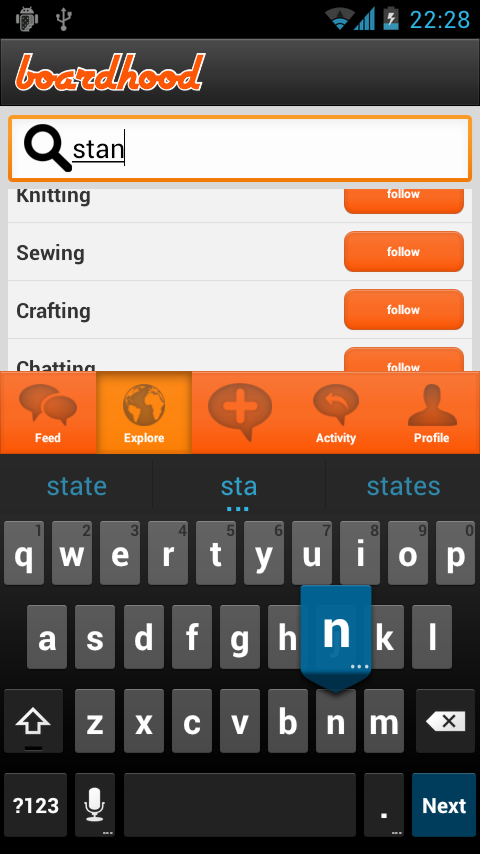 22:28
boardhood
stan
Knitting follow
Sewing follow
Crafting follow
Chatting follow
Feed Explore Activity Profile
state sta states
1 2 3 4 5 6 7 8 9 0
q w e r t y u i o p
a s d f g h n k l
z x c v b n m
?123 . Next